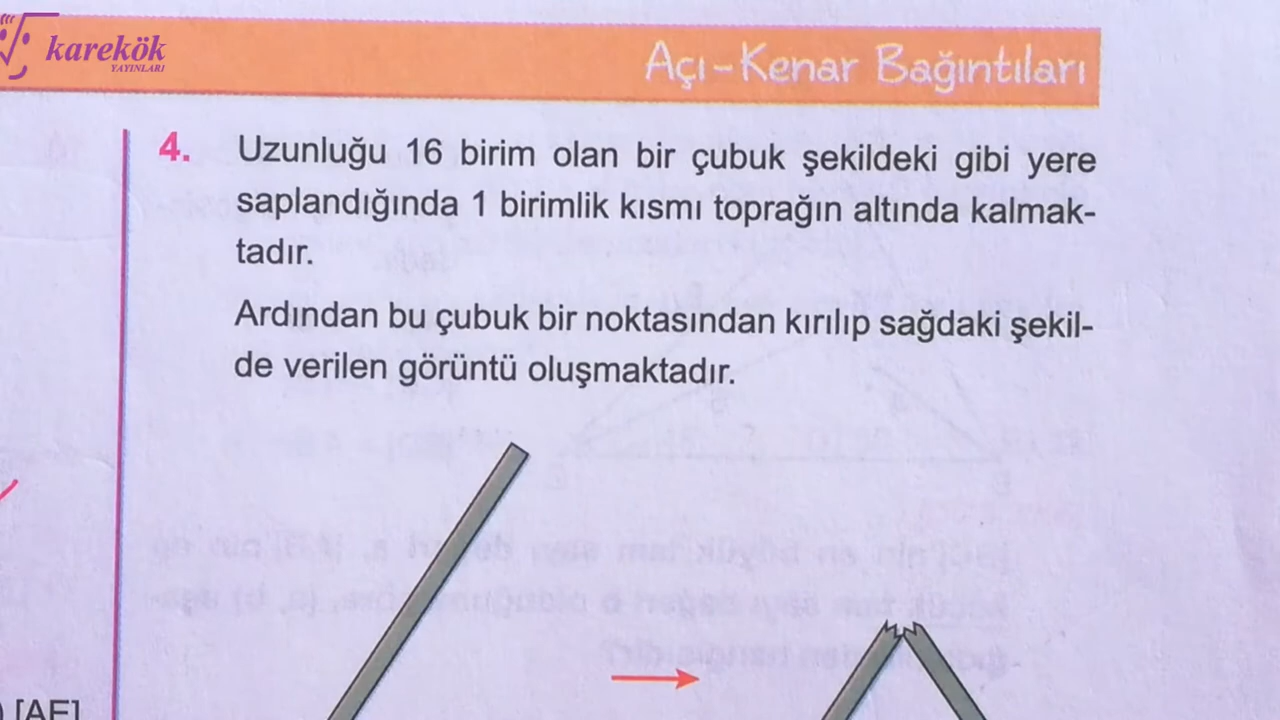 karekök
YAYINLARI
Açı-Kenar Bağıntıları
4. Uzunluğu 16 birim olan bir çubuk şekildeki gibi yere
saplandığında 1 birimlik kısmı toprağın altında kalmak-
tadır.
Ardından bu çubuk bir noktasından kırılıp sağdaki şekil-
de verilen görüntü oluşmaktadır.
[AE]